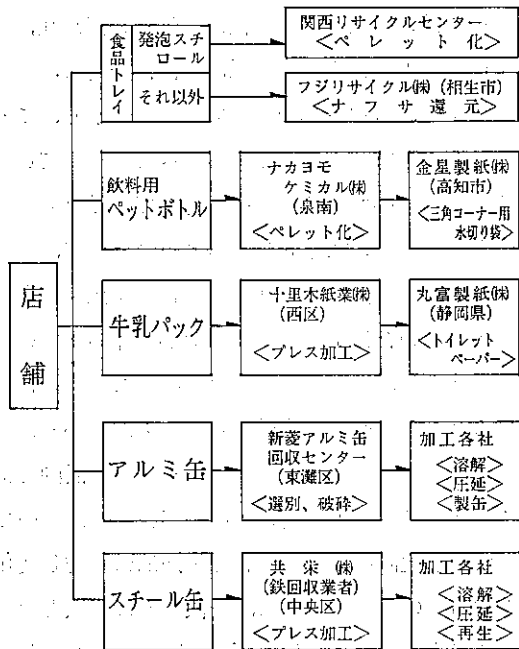 店舗
食品トレイ
発泡スチ
ロール
関西リサイクルセンター
<ペレット化>
それ以外
フジリサイクル㈱(相生市)
<ナフサ還元>
飲料用
ペットボトル
ナカヨモ
ケミカル㈱
(泉南)
<ペレット化>
金星製紙㈱
(高知市)
<三角コーナー用
水切り袋>
牛乳パック
十里木紙業㈱
(西区)
<プレス加工>
丸富製紙㈱
(静岡県)
<トイレット
ペーパー>
アルミ缶
新菱アルミ缶
回収センター
(東灘区)
<選別、破砕>
加工各社
<溶解>
<圧延>
<製缶>
スチール缶
共栄㈱
(鉄回収業者)
(中央区)
<プレス加工>
加工各社
<溶解>
<圧延>
<再生>